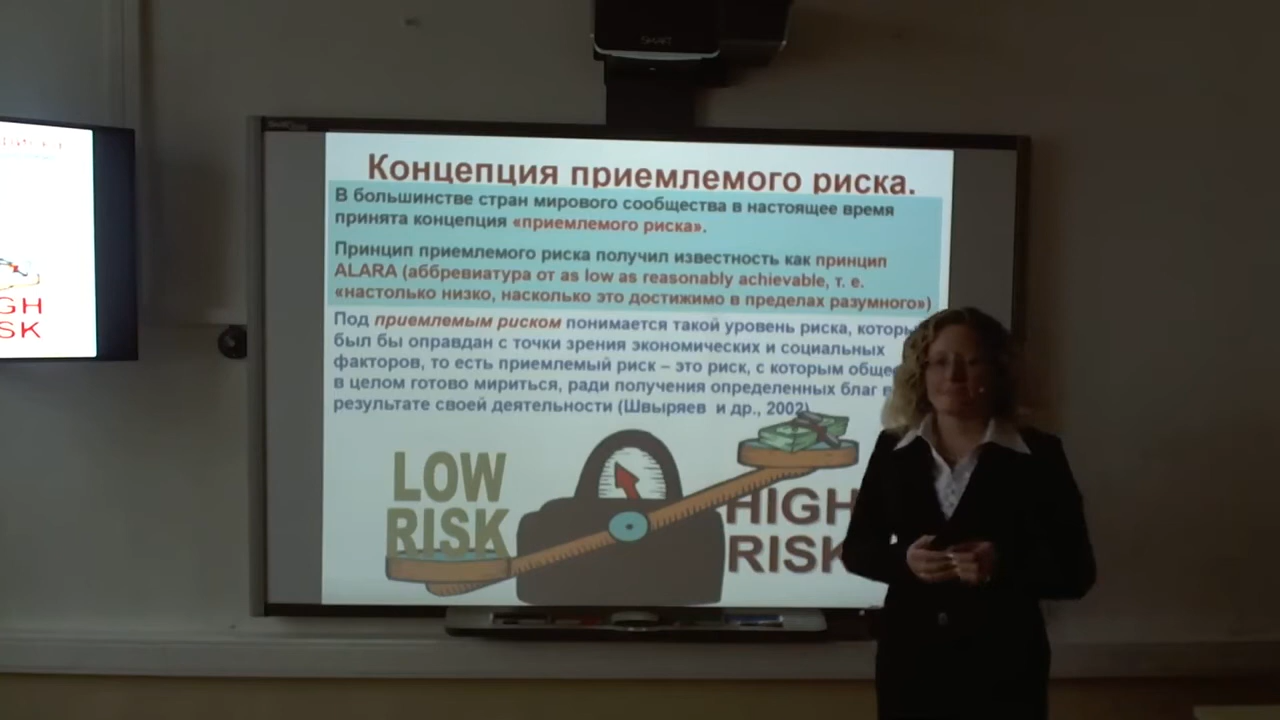 SMART
Концепция приемлемого риска.
В большинстве стран мирового сообщества в настоящее время
принята концепция «приемлемого риска».
Принцип приемлемого риска получил известность как принцип
ALARA (аббревиатура от as low as reasonably achievable, т. е.
«настолько низко, насколько это достижимо в пределах разумного»)
Под приемлемым риском понимается такой уровень риска, которы
был бы оправдан с точки зрения экономических и социальных
факторов, то есть приемлемый риск – это риск, с которым обще
в целом готово мириться, ради получения определенных благ в
результате своей деятельности (Швыряев и др., 2002)
LOW
RISK
HIGH
RISK
GH
SK